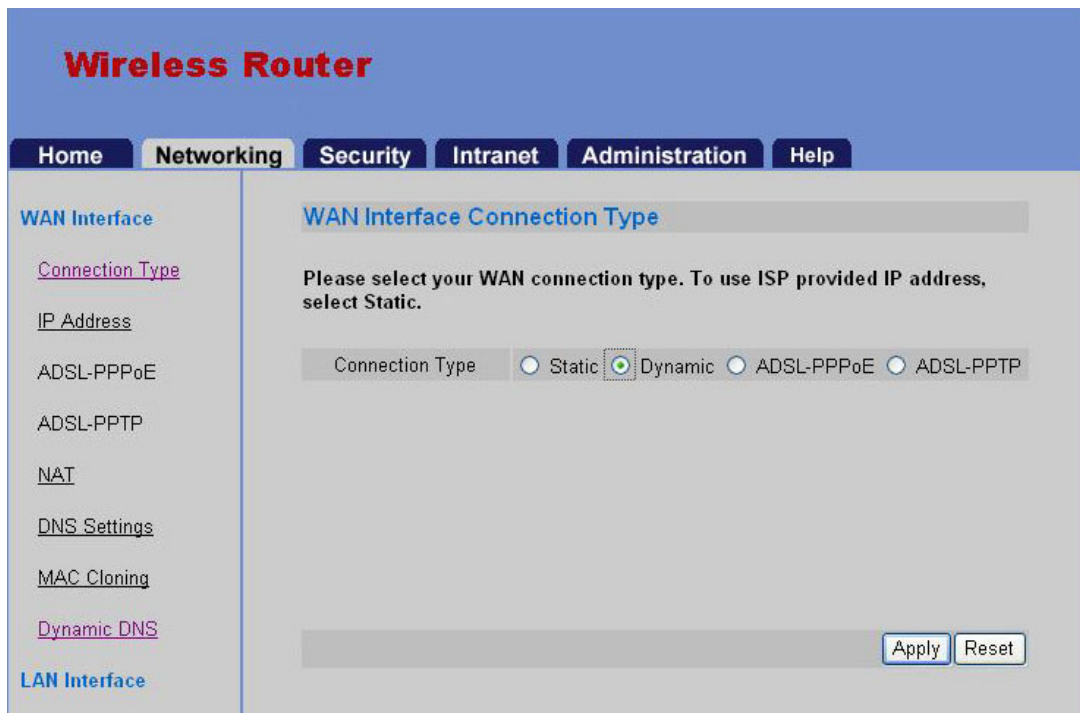 Wireless Router
Home Networking Security Intranet Administration Help
WAN Interface
Connection Type
IP Address
ADSL-PPPoE
ADSL-PPTP
NAT
DNS Settings
MAC Cloning
Dynamic DNS
LAN Interface
WAN Interface Connection Type
Please select your WAN connection type. To use ISP provided IP address,
select Static.
Connection Type Static Dynamic ADSL-PPPoE ADSL-PPTP
Apply Reset